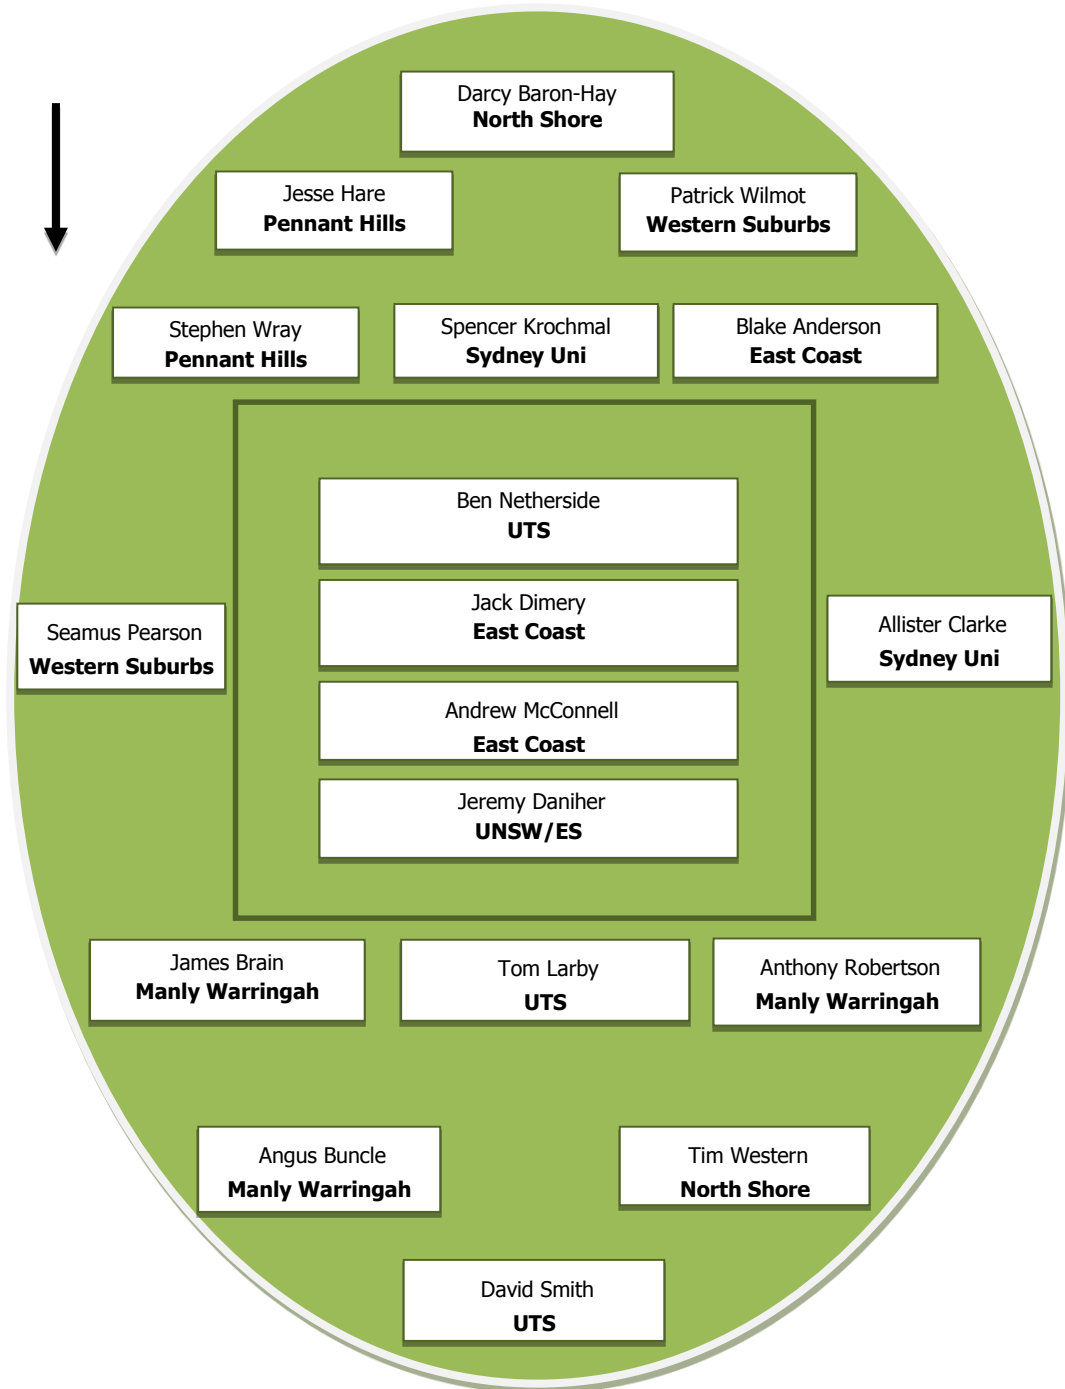 Darcy Baron-Hay
North Shore
Jesse Hare
Pennant Hills
Patrick Wilmot
Western Suburbs
Stephen Wray
Pennant Hills
Spencer Krochmal
Sydney Uni
Blake Anderson
East Coast
Ben Netherside
UTS
Jack Dimery
East Coast
Seamus Pearson
Western Suburbs
Allister Clarke
Sydney Uni
Andrew McConnell
East Coast
Jeremy Daniher
UNSW/ES
James Brain
Manly Warringah
Tom Larby
UTS
Anthony Robertson
Manly Warringah
Angus Buncle
Manly Warringah
Tim Western
North Shore
David Smith
UTS